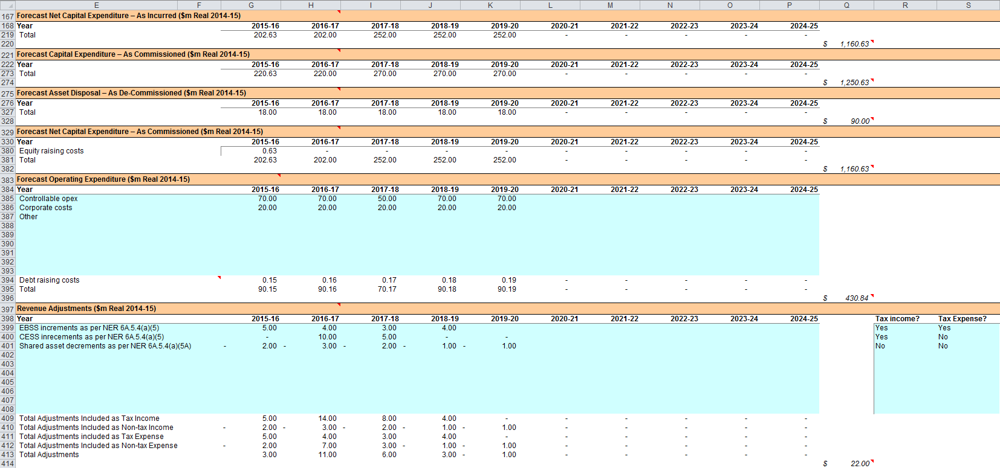 E F G H I J K L M N O P Q R S
167 Forecast Net Capital Expenditure – As Incurred ($m Real 2014-15)
168 Year 2015-16 2016-17 2017-18 2018-19 2019-20 2020-21 2021-22 2022-23 2023-24 2024-25
219 Total 202.63 202.00 252.00 252.00 252.00 - - - - -
220 $ 1,160.63
221 Forecast Capital Expenditure – As Commissioned ($m Real 2014-15)
222 Year 2015-16 2016-17 2017-18 2018-19 2019-20 2020-21 2021-22 2022-23 2023-24 2024-25
273 Total 220.63 220.00 270.00 270.00 270.00 - - - - -
274 $ 1,250.63
275 Forecast Asset Disposal – As De-Commissioned ($m Real 2014-15)
276 Year 2015-16 2016-17 2017-18 2018-19 2019-20 2020-21 2021-22 2022-23 2023-24 2024-25
327 Total 18.00 18.00 18.00 18.00 18.00 - - - - -
328 $ 90.00
329 Forecast Net Capital Expenditure – As Commissioned ($m Real 2014-15)
330 Year 2015-16 2016-17 2017-18 2018-19 2019-20 2020-21 2021-22 2022-23 2023-24 2024-25
380 Equity raising costs 0.63 - - - - - - - - -
381 Total 202.63 202.00 252.00 252.00 252.00 - - - - -
382 $ 1,160.63
383 Forecast Operating Expenditure ($m Real 2014-15)
384 Year 2015-16 2016-17 2017-18 2018-19 2019-20 2020-21 2021-22 2022-23 2023-24 2024-25
385 Controllable opex 70.00 70.00 50.00 70.00 70.00
386 Corporate costs 20.00 20.00 20.00 20.00 20.00
387 Other
388
389
390
391
392
393
394 Debt raising costs 0.15 0.16 0.17 0.18 0.19 - - - - -
395 Total 90.15 90.16 70.17 90.18 90.19 - - - - -
396 $ 430.84
397 Revenue Adjustments ($m Real 2014-15)
398 Year 2015-16 2016-17 2017-18 2018-19 2019-20 2020-21 2021-22 2022-23 2023-24 2024-25 Tax income? Tax Expense?
399 EBSS increments as per NER 6A.5.4(a)(5) 5.00 4.00 3.00 4.00 Yes Yes
400 CESS inrecements as per NER 6A.5.4(a)(5) - 10.00 5.00 - - Yes No
401 Shared asset decrements as per NER 6A.5.4(a)(5A) - 2.00 - 3.00 - 2.00 - 1.00 - 1.00 No No
402
403
404
405
406
407
408
409 Total Adjustments Included as Tax Income 5.00 14.00 8.00 4.00 - - - - - -
410 Total Adjustments Included as Non-tax Income - 2.00 - 3.00 - 2.00 - 1.00 - 1.00 - - - - -
411 Total Adjustments included as Tax Expense 5.00 4.00 3.00 4.00 - - - - - -
412 Total Adjustments Included as Non-tax Expense - 2.00 7.00 3.00 - 1.00 - 1.00 - - - - -
413 Total Adjustments 3.00 11.00 6.00 3.00 - 1.00 - - - - -
414 $ 22.00